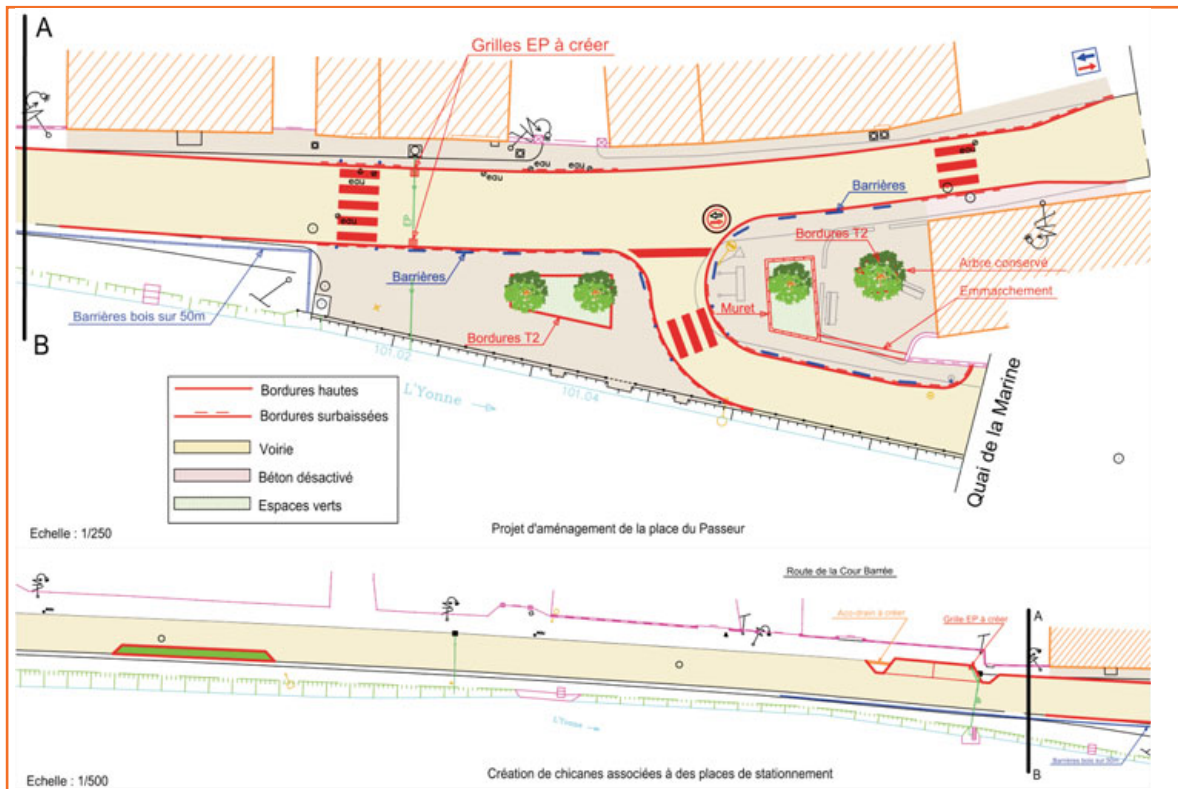 A
Grilles EP à créer
eau
eau
eau
eau
eau
eau
EP
Barrières
Bordures T2
Arbre conservé
Emmarchement
Muret
Barrières
Bordures T2
Barrières bois sur 50m
B
101.02
101.04
L'Yonne
Quai de la Marine
Bordures hautes
Bordures surbaissées
Voirie
Béton désactivé
Espaces verts
Echelle : 1/250
Projet d'aménagement de la place du Passeur
Route de la Cour Barrée
Aco-drain à créer
Grille EP à créer
A
L'Yonne
Barrières bois sur 50m
B
Echelle : 1/500
Création de chicanes associées à des places de stationnement